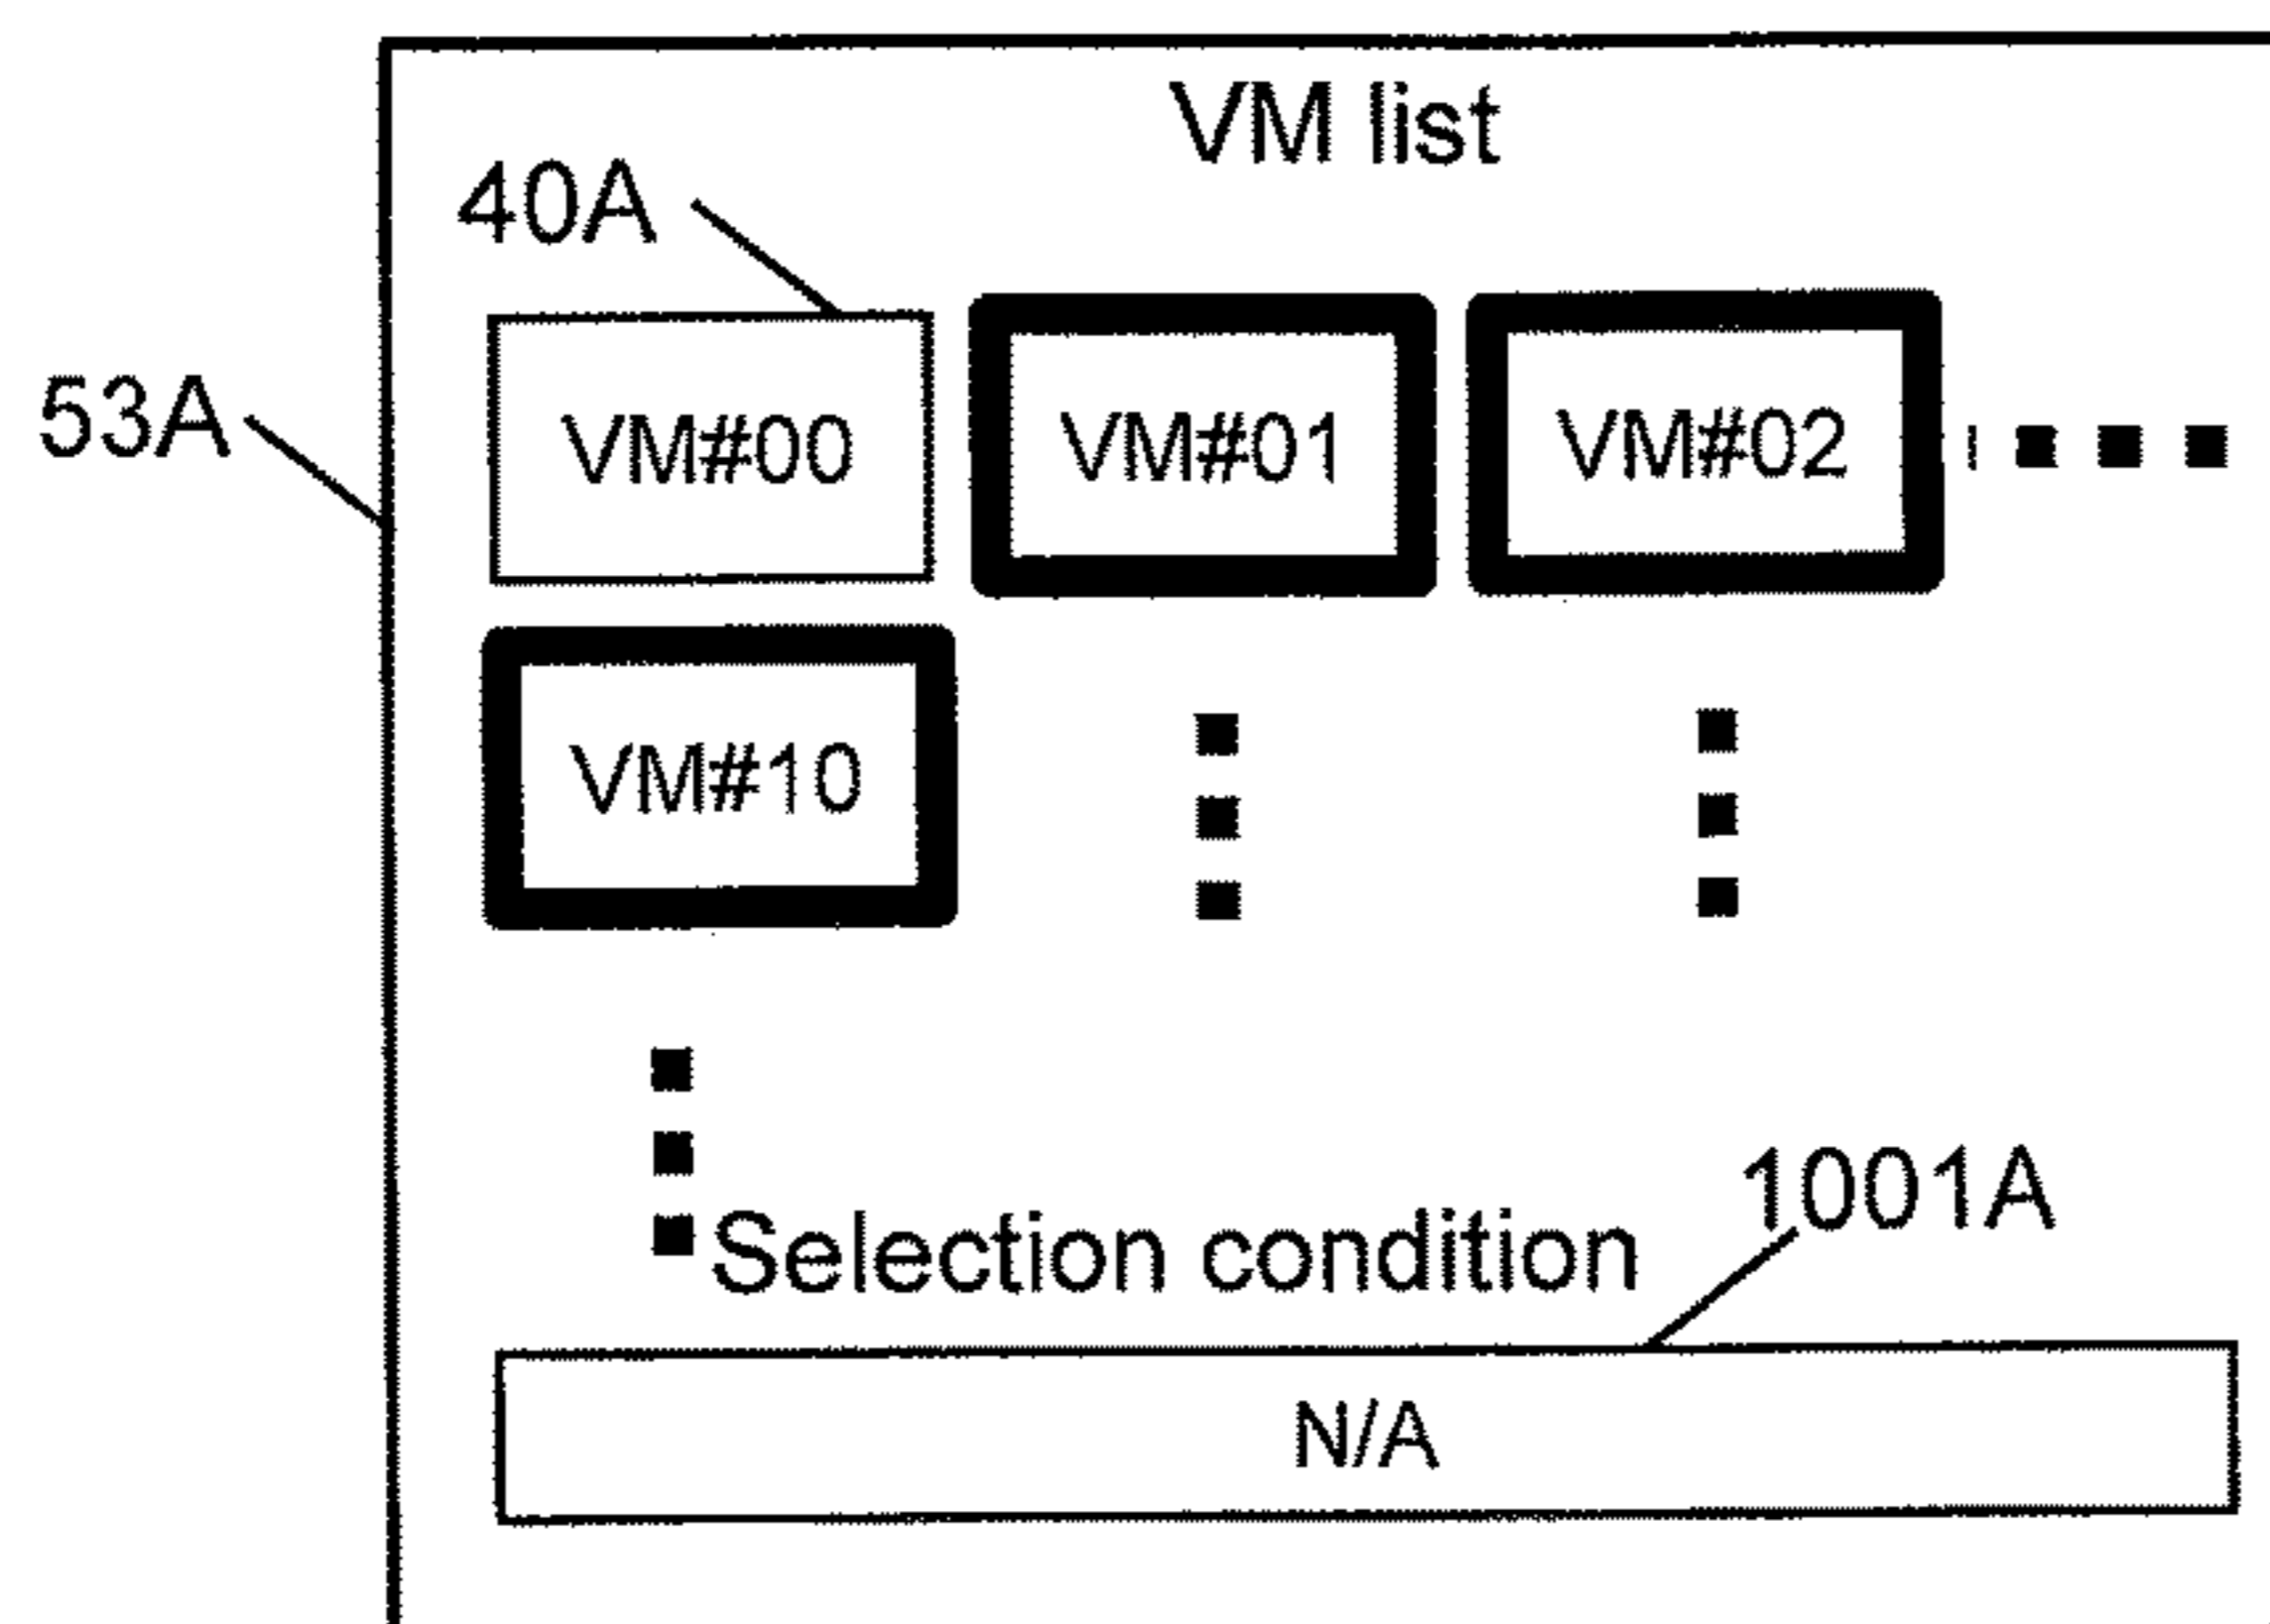 VM list
40A
53A
VM#00 VM#01 VM#02
VM#10
1001A
Selection condition
N/A